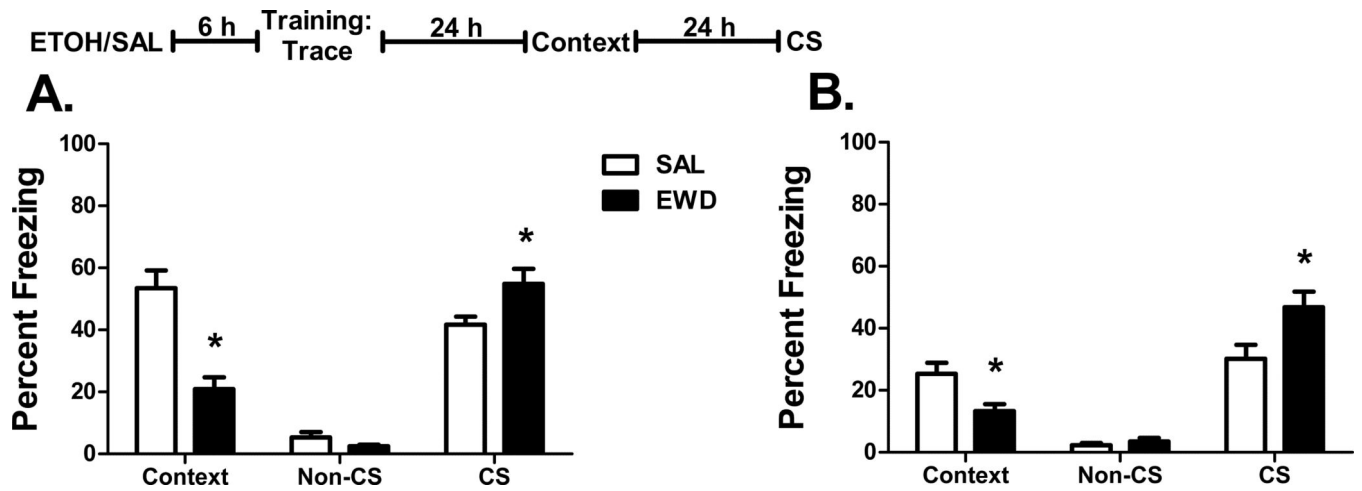 ETOH/SAL 6 h Training: Trace 24 h Context 24 h CS
A.
100
80
60
40
20
0
Percent Freezing
Context Non-CS CS
SAL
EWD
*
*
B.
100
80
60
40
20
0
Percent Freezing
Context Non-CS CS
*
*